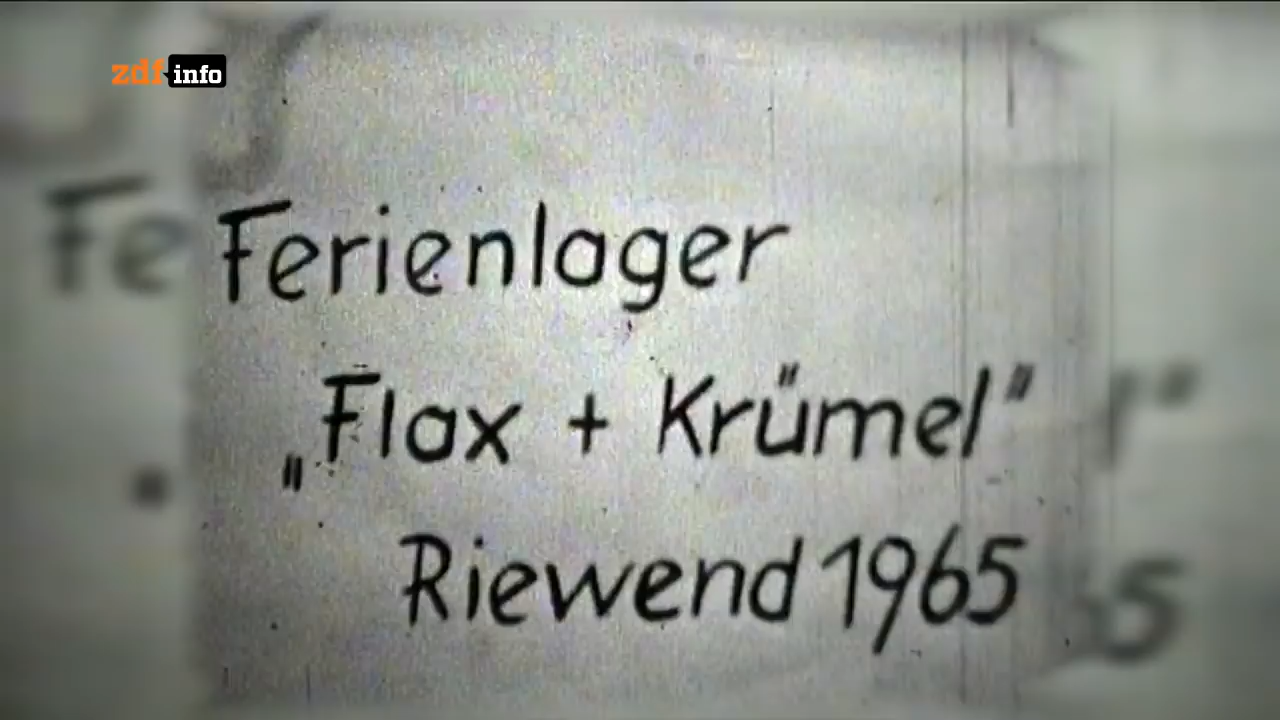 zdf info
Ferienlager
„Flax + Krümel”
Riewend 1965